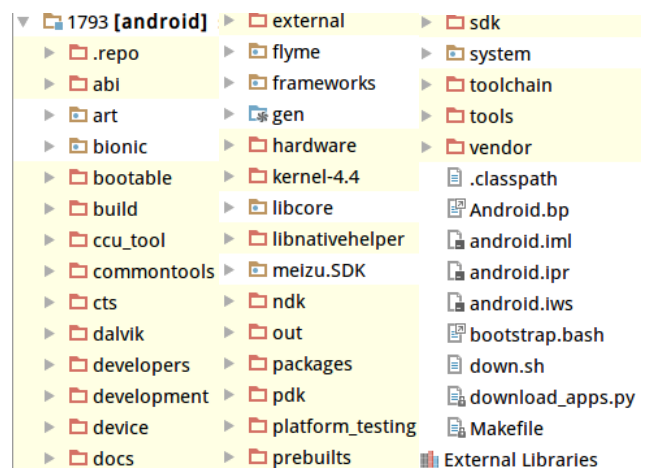 1793 [android]
.repo
abi
art
bionic
bootable
build
ccu_tool
commontools
cts
dalvik
developers
development
device
docs
external
flyme
frameworks
gen
hardware
kernel-4.4
libcore
libnativehelper
meizu.SDK
ndk
out
packages
pdk
platform_testing
prebuilts
sdk
system
toolchain
tools
vendor
.classpath
Android.bp
android.iml
android.ipr
android.iws
bootstrap.bash
down.sh
download_apps.py
Makefile
External Libraries